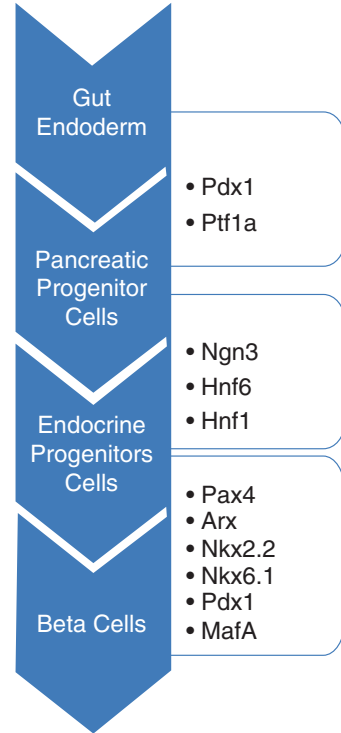 Gut
Endoderm
• Pdx1
• Ptf1a
Pancreatic
Progenitor
Cells
• Ngn3
• Hnf6
• Hnf1
Endocrine
Progenitors
Cells
• Pax4
• Arx
• Nkx2.2
• Nkx6.1
• Pdx1
• MafA
Beta Cells